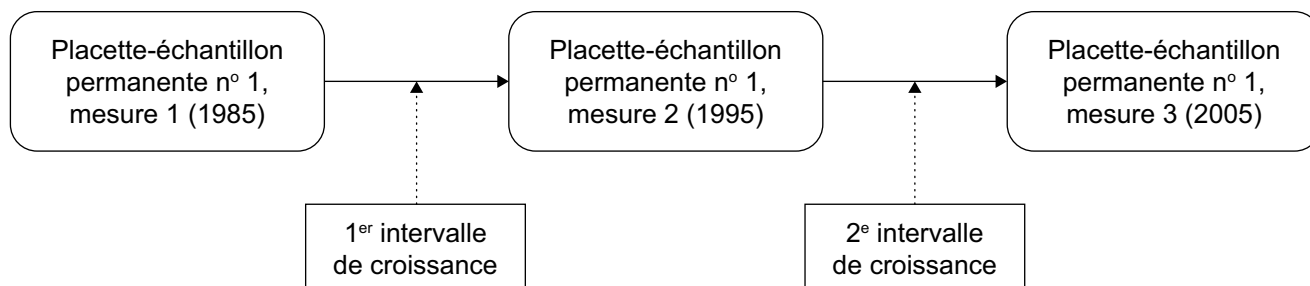 Placette-échantillon
permanente nᵒ 1,
mesure 1 (1985)
Placette-échantillon
permanente nᵒ 1,
mesure 2 (1995)
Placette-échantillon
permanente nᵒ 1,
mesure 3 (2005)
1ᵉʳ intervalle
de croissance
2ᵉ intervalle
de croissance